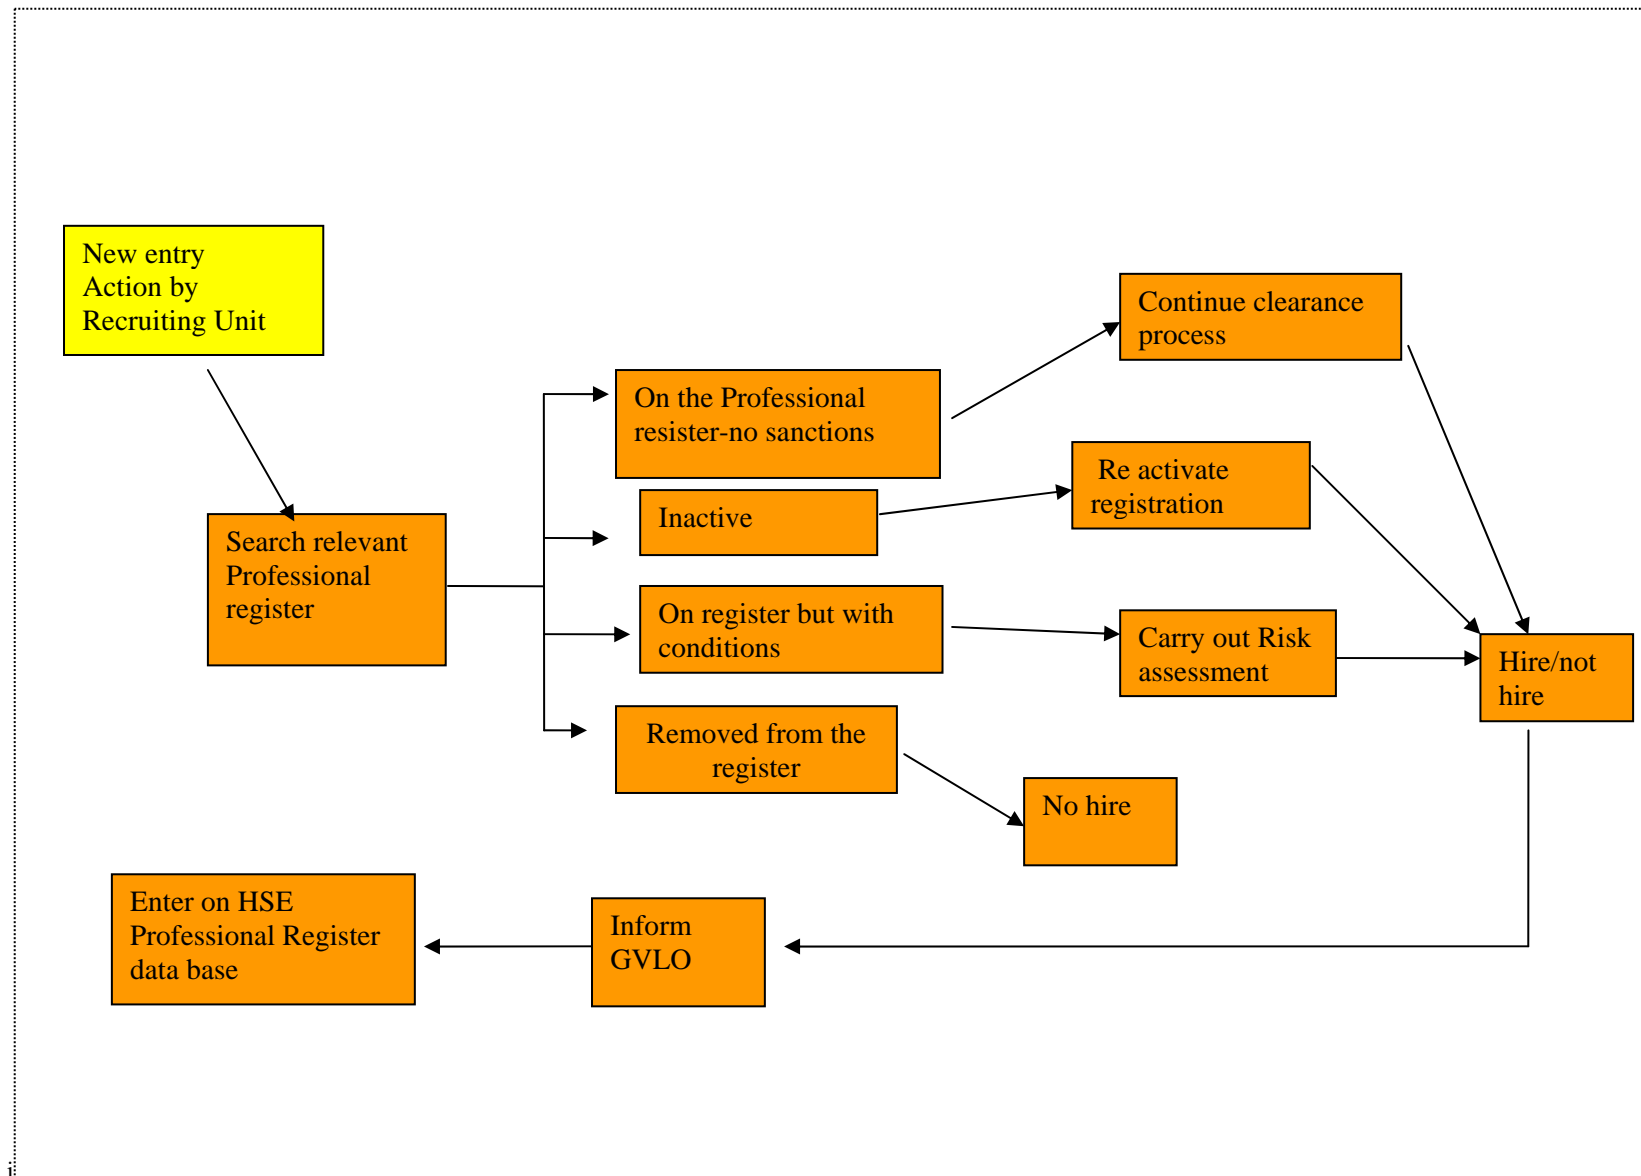 New entry
Action by
Recruiting Unit
Continue clearance
process
On the Professional
resister-no sanctions
Re activate
registration
Inactive
Search relevant
Professional
register
On register but with
conditions
Carry out Risk
assessment
Hire/not
hire
Removed from the
register
No hire
Enter on HSE
Professional Register
data base
Inform
GVLO
i